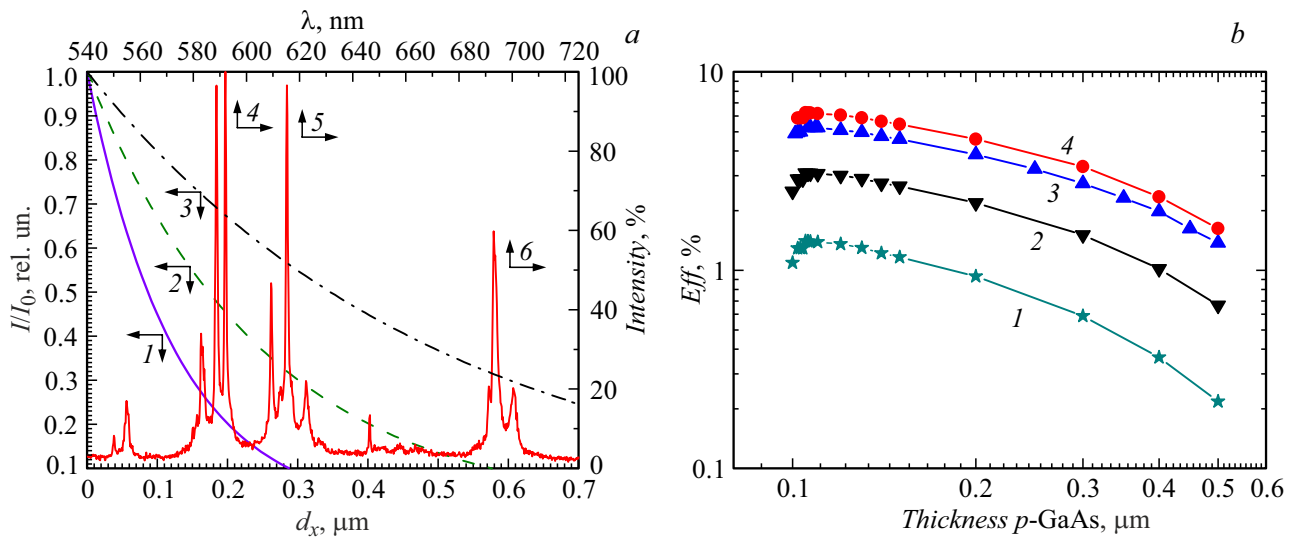 λ, nm
a
540 560 580 600 620 640 660 680 700 720
1.0
0.9
0.8
0.7
0.6
0.5
0.4
0.3
0.2
0.1
I/I0, rel. un.
100
80
60
40
20
0
Intensity, %
1
2
3
4
5
6
0 0.1 0.2 0.3 0.4 0.5 0.6 0.7
dx, μm
b
10
1
0.1
Eff, %
4
3
2
1
0.1 0.2 0.3 0.4 0.5 0.6
Thickness p-GaAs, μm